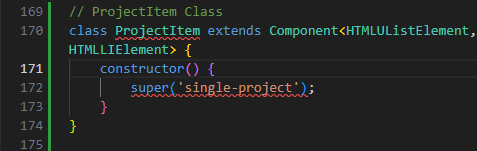 169 // ProjectItem Class
170 class ProjectItem extends Component<HTMLUListElement,
HTMLLIElement> {
171 constructor() {
172 super('single-project');
173 }
174 }
175